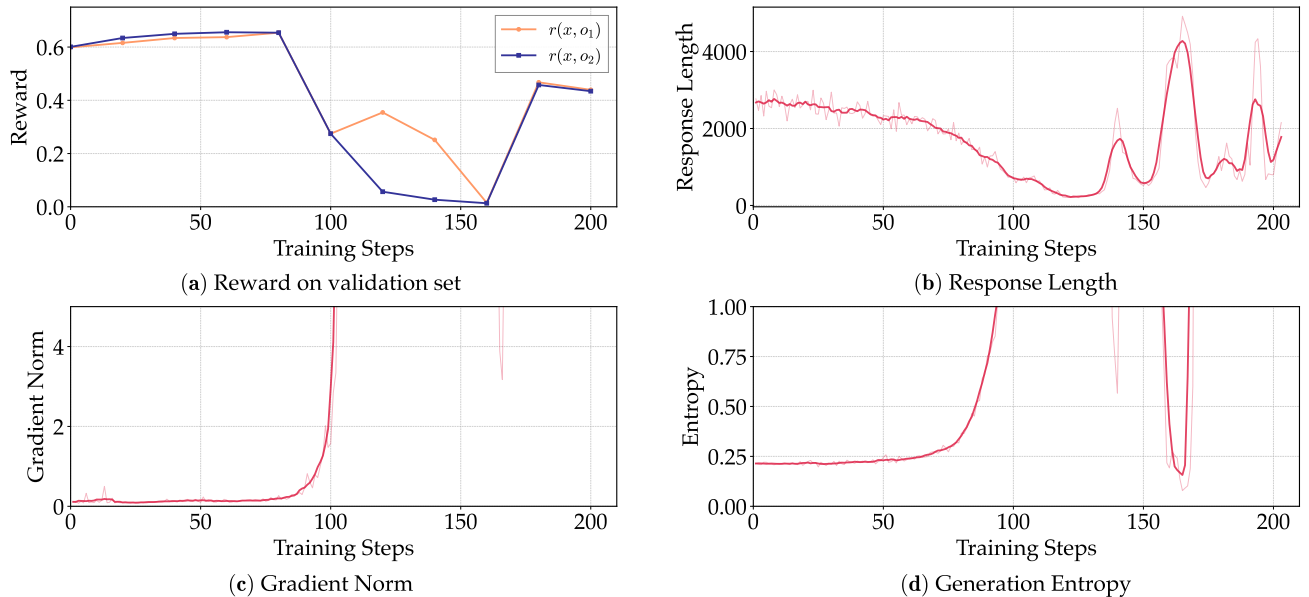 r(x, o₁)
r(x, o₂)
Reward
0.6
0.4
0.2
0.0
0 50 100 150 200
Training Steps
(a) Reward on validation set
Response Length
4000
2000
0
0 50 100 150 200
Training Steps
(b) Response Length
Gradient Norm
4
2
0
0 50 100 150 200
Training Steps
(c) Gradient Norm
Entropy
1.00
0.75
0.50
0.25
0.00
0 50 100 150 200
Training Steps
(d) Generation Entropy